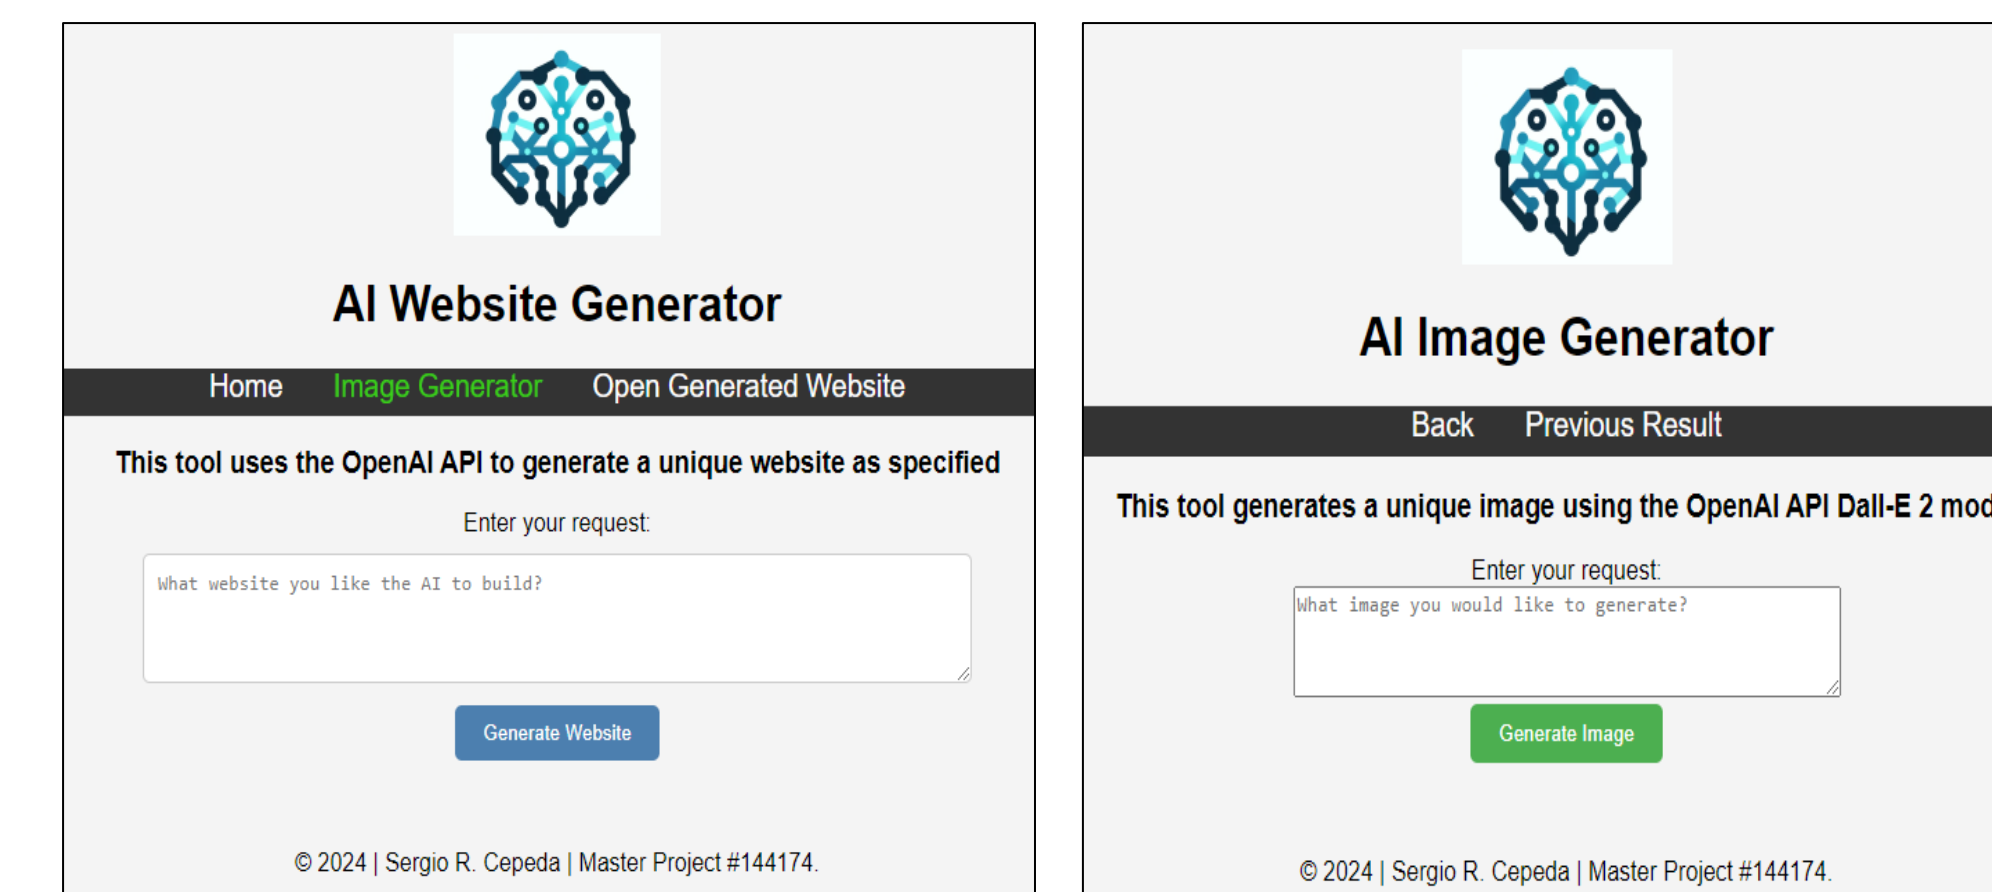 AI Website Generator
Home Image Generator Open Generated Website
This tool uses the OpenAI API to generate a unique website as specified
Enter your request:
What website you like the AI to build?
Generate Website
© 2024 | Sergio R. Cepeda | Master Project #144174.
AI Image Generator
Back Previous Result
This tool generates a unique image using the OpenAI API Dall-E 2 mod
Enter your request:
What image you would like to generate?
Generate Image
© 2024 | Sergio R. Cepeda | Master Project #144174.